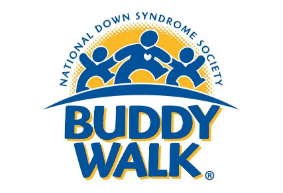 NATIONAL DOWN SYNDROME SOCIETY
BUDDY
WALK®